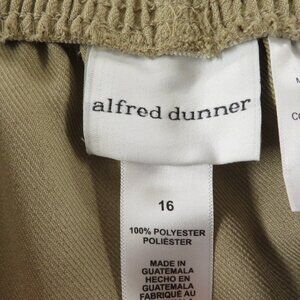 alfred dunner
16
100% POLYESTER
POLIÉSTER
MADE IN
GUATEMALA
HECHO EN
GUATEMALA
FABRIQUÉ AU